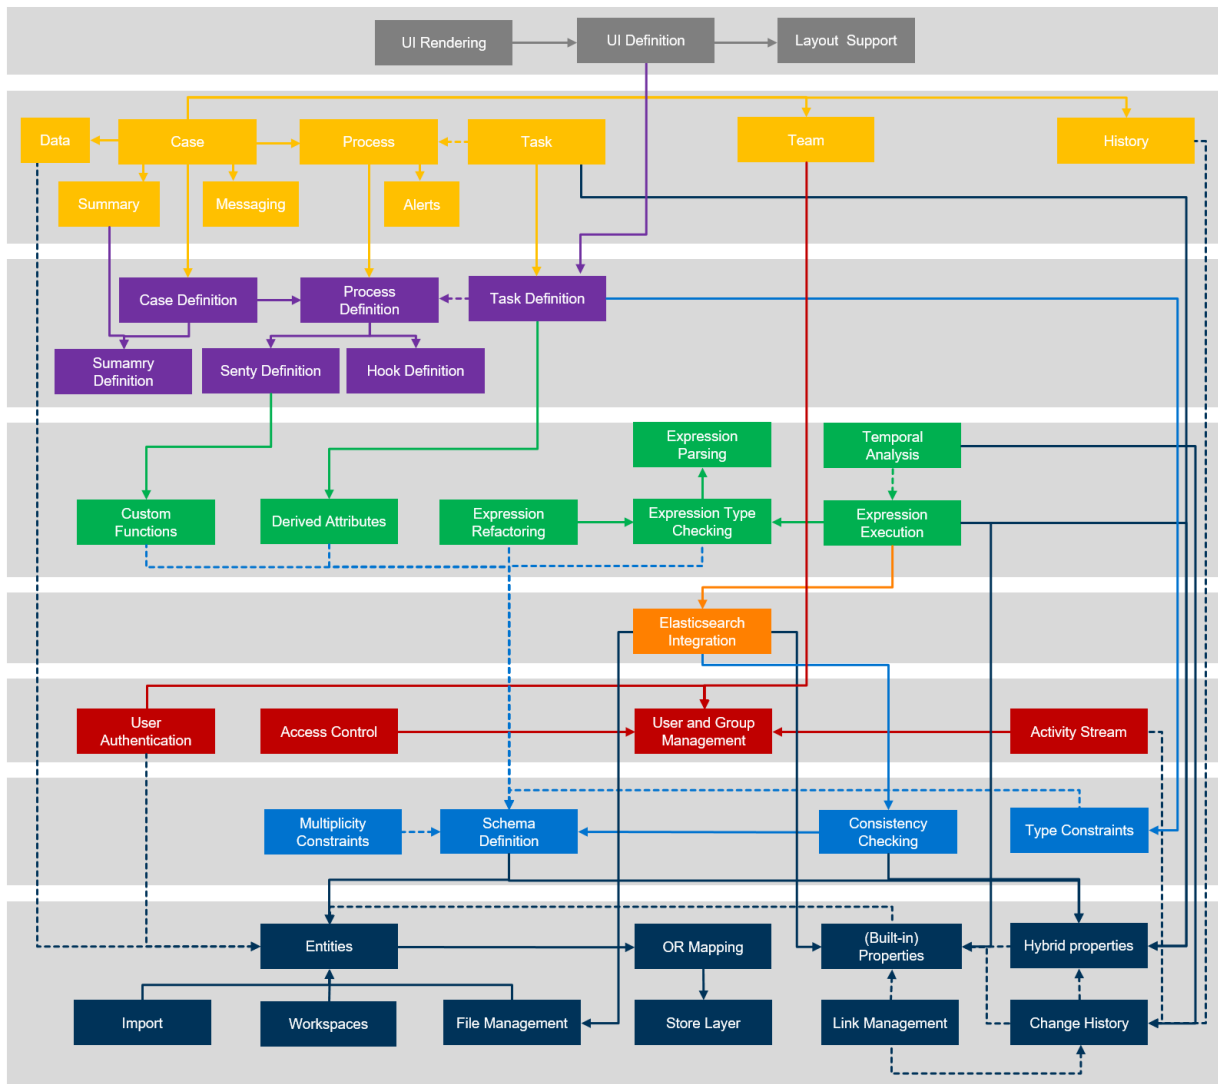 UI Rendering
UI Definition
Layout Support
Data
Case
Process
Task
Team
History
Summary
Messaging
Alerts
Case Definition
Process
Definition
Task Definition
Sumamry
Definition
Senty Definition
Hook Definition
Expression
Parsing
Temporal
Analysis
Custom
Functions
Derived Attributes
Expression
Refactoring
Expression Type
Checking
Expression
Execution
Elasticsearch
Integration
User
Authentication
Access Control
User and Group
Management
Activity Stream
Multiplicity
Constraints
Schema
Definition
Consistency
Checking
Type Constraints
Entities
OR Mapping
(Built-in)
Properties
Hybrid properties
Import
Workspaces
File Management
Store Layer
Link Management
Change History